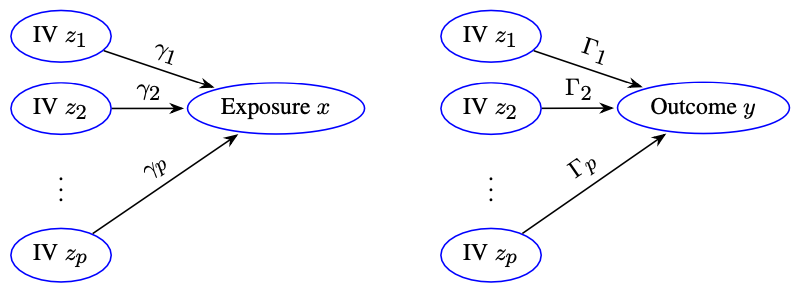 IV z₁
γ₁
IV z₂
γ₂
Exposure x
⋮
γₚ
IV zₚ
IV z₁
Γ₁
IV z₂
Γ₂
Outcome y
⋮
Γₚ
IV zₚ